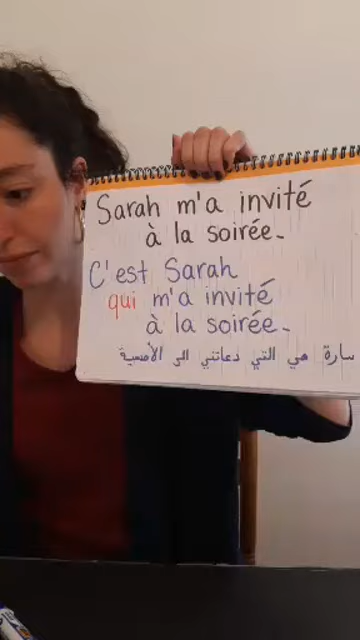 Sarah m'a invité
à la soirée.
C'est Sarah
qui m'a invité
à la soirée.
سارة هي التي دعاتني الى الأمسية